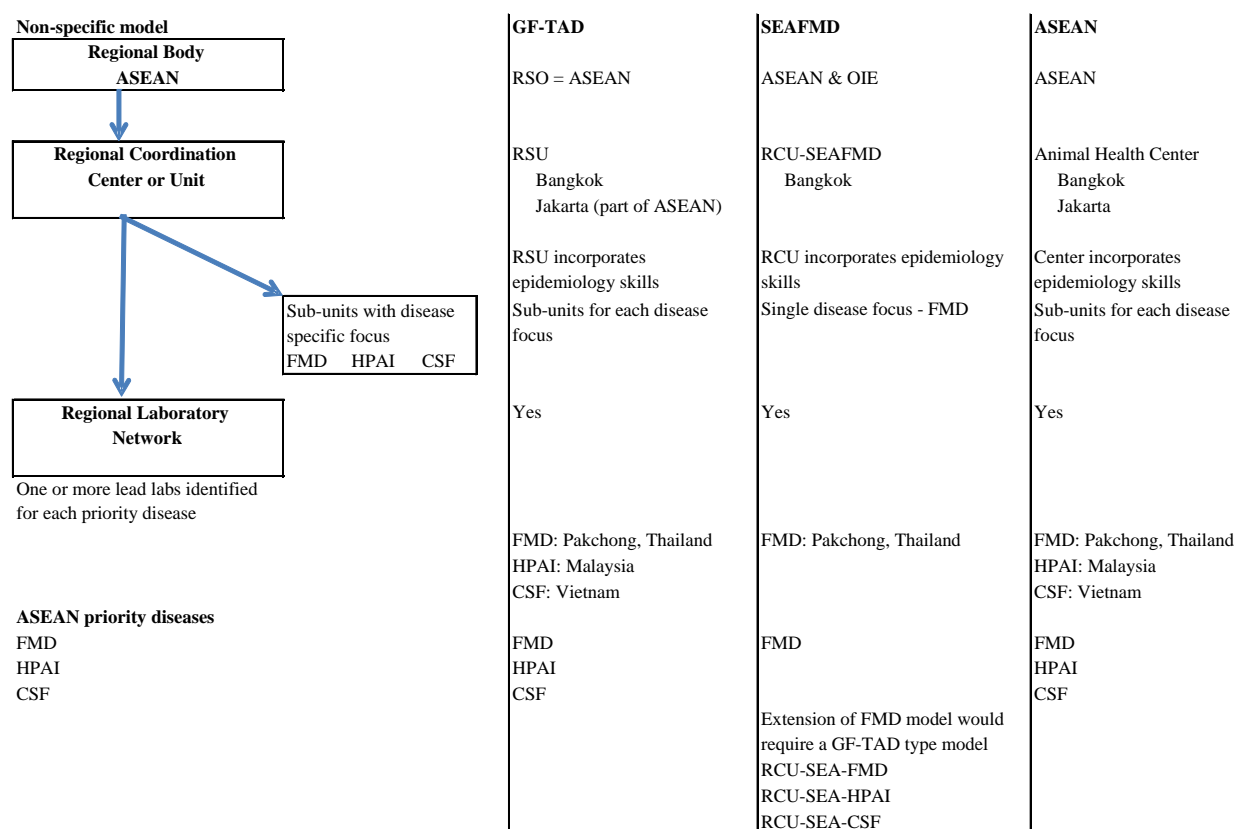 Non-specific model
GF-TAD
SEAFMD
ASEAN
Regional Body
ASEAN
RSO = ASEAN
ASEAN & OIE
ASEAN
Regional Coordination
Center or Unit
RSU
Bangkok
Jakarta (part of ASEAN)
RCU-SEAFMD
Bangkok
Animal Health Center
Bangkok
Jakarta
RSU incorporates
epidemiology skills
RCU incorporates epidemiology
skills
Center incorporates
epidemiology skills
Sub-units with disease
specific focus
FMD HPAI CSF
Sub-units for each disease
focus
Single disease focus - FMD
Sub-units for each disease
focus
Regional Laboratory
Network
Yes
Yes
Yes
One or more lead labs identified
for each priority disease
FMD: Pakchong, Thailand
HPAI: Malaysia
CSF: Vietnam
FMD: Pakchong, Thailand
FMD: Pakchong, Thailand
HPAI: Malaysia
CSF: Vietnam
ASEAN priority diseases
FMD
HPAI
CSF
FMD
HPAI
CSF
FMD
FMD
HPAI
CSF
Extension of FMD model would
require a GF-TAD type model
RCU-SEA-FMD
RCU-SEA-HPAI
RCU-SEA-CSF